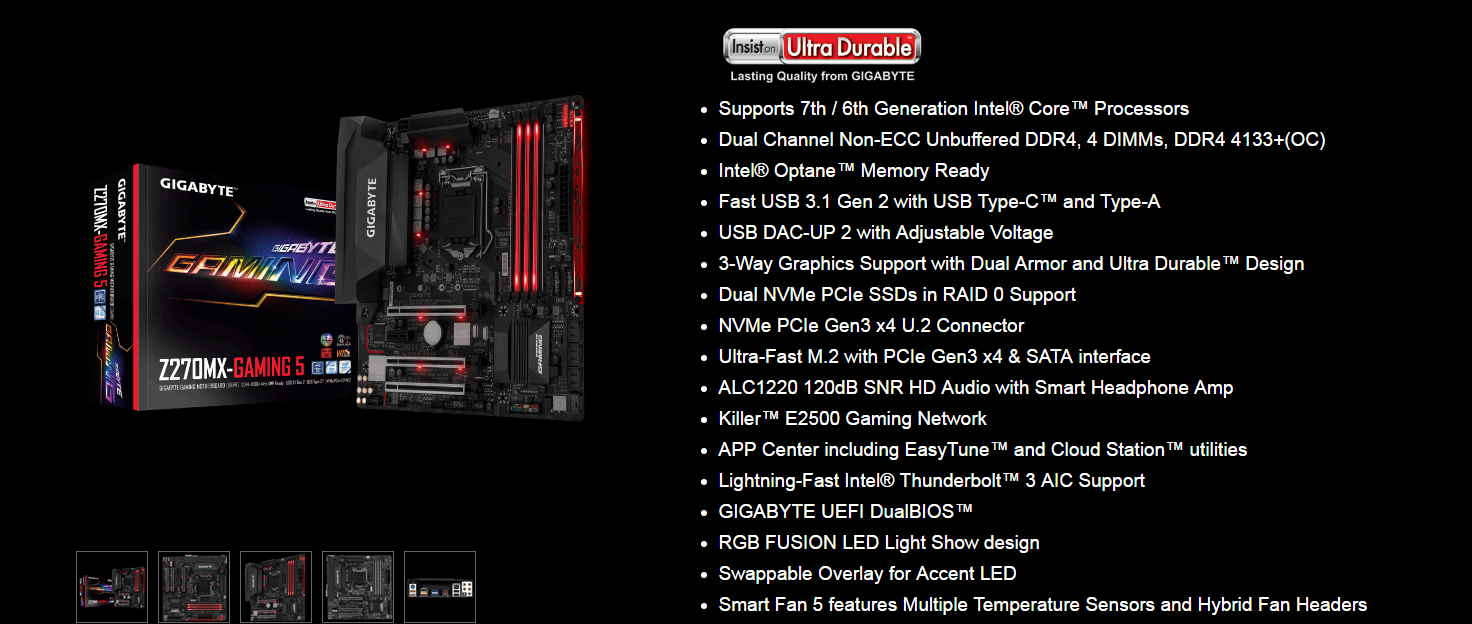 Insist on Ultra Durable™
Lasting Quality from GIGABYTE
Supports 7th / 6th Generation Intel® Core™ Processors
Dual Channel Non-ECC Unbuffered DDR4, 4 DIMMs, DDR4 4133+(OC)
Intel® Optane™ Memory Ready
Fast USB 3.1 Gen 2 with USB Type-C™ and Type-A
USB DAC-UP 2 with Adjustable Voltage
3-Way Graphics Support with Dual Armor and Ultra Durable™ Design
Dual NVMe PCIe SSDs in RAID 0 Support
NVMe PCIe Gen3 x4 U.2 Connector
Ultra-Fast M.2 with PCIe Gen3 x4 & SATA interface
ALC1220 120dB SNR HD Audio with Smart Headphone Amp
Killer™ E2500 Gaming Network
APP Center including EasyTune™ and Cloud Station™ utilities
Lightning-Fast Intel® Thunderbolt™ 3 AIC Support
GIGABYTE UEFI DualBIOS™
RGB FUSION LED Light Show design
Swappable Overlay for Accent LED
Smart Fan 5 features Multiple Temperature Sensors and Hybrid Fan Headers
GIGABYTE™
GIGABYTE
GAMING
Z270MX-GAMING 5
GIGABYTE™
Z270MX-GAMING 5
GIGABYTE
GIGABYTE
GAMING